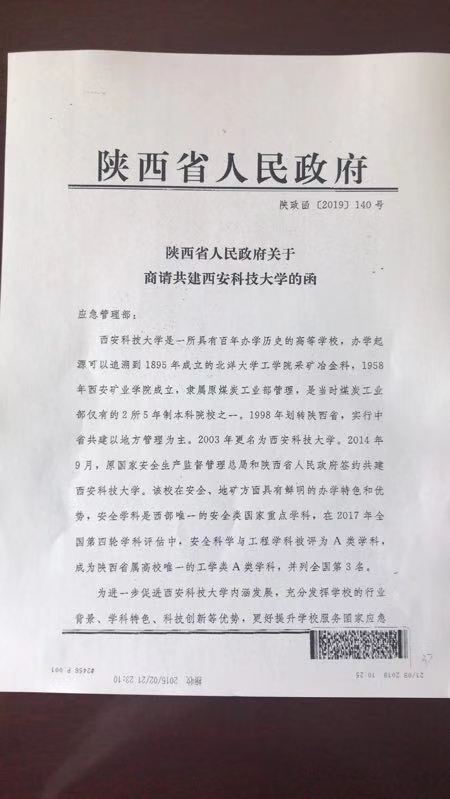 陕西省人民政府
陕政函〔2019〕140号
陕西省人民政府关于
商请共建西安科技大学的函
应急管理部：
西安科技大学是一所具有百年办学历史的高等学校，办学起
源可以追溯到1895年成立的北洋大学工学院采矿冶金科，1958
年西安矿业学院成立，隶属原煤炭工业部管理，是当时煤炭工业
部仅有的2所5年制本科院校之一。1998年划转陕西省，实行中
省共建以地方管理为主。2003年更名为西安科技大学。2014年
9月，原国家安全生产监督管理总局和陕西省人民政府签约共建
西安科技大学。该校在安全、地矿方面具有鲜明的办学特色和优
势，安全学科是西部唯一的安全类国家重点学科，在2017年全
国第四轮学科评估中，安全科学与工程学科被评为A类学科，
成为陕西省属高校唯一的工学类A类学科，并列全国第3名。
为进一步促进西安科技大学内涵发展，充分发挥学校的行业
背景、学科特色、科技创新等优势，更好提升学校服务国家应急
37
#2456 P.001
接收 2015/02/21 23:10
21/08 2019 10:25